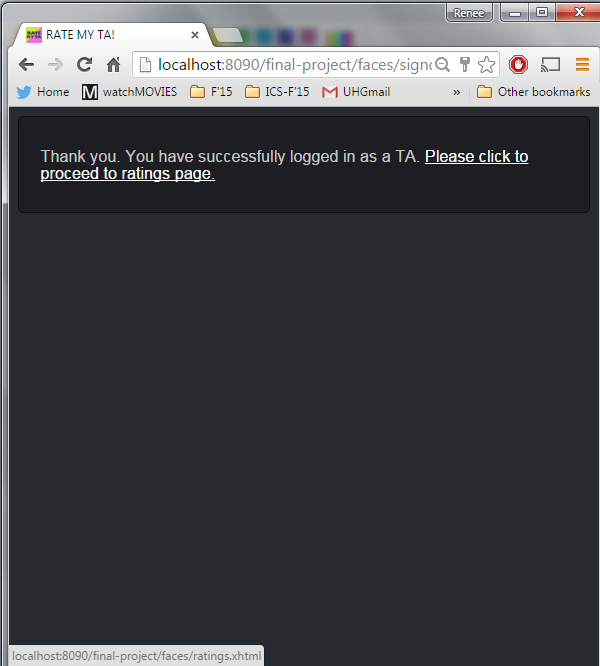 Renee
RATE MY TA!
localhost:8090/final-project/faces/signo
Home
M watchMOVIES
F'15
ICS-F'15
UHGmail
»
Other bookmarks
Thank you. You have successfully logged in as a TA. Please click to
proceed to ratings page.
localhost:8090/final-project/faces/ratings.xhtml